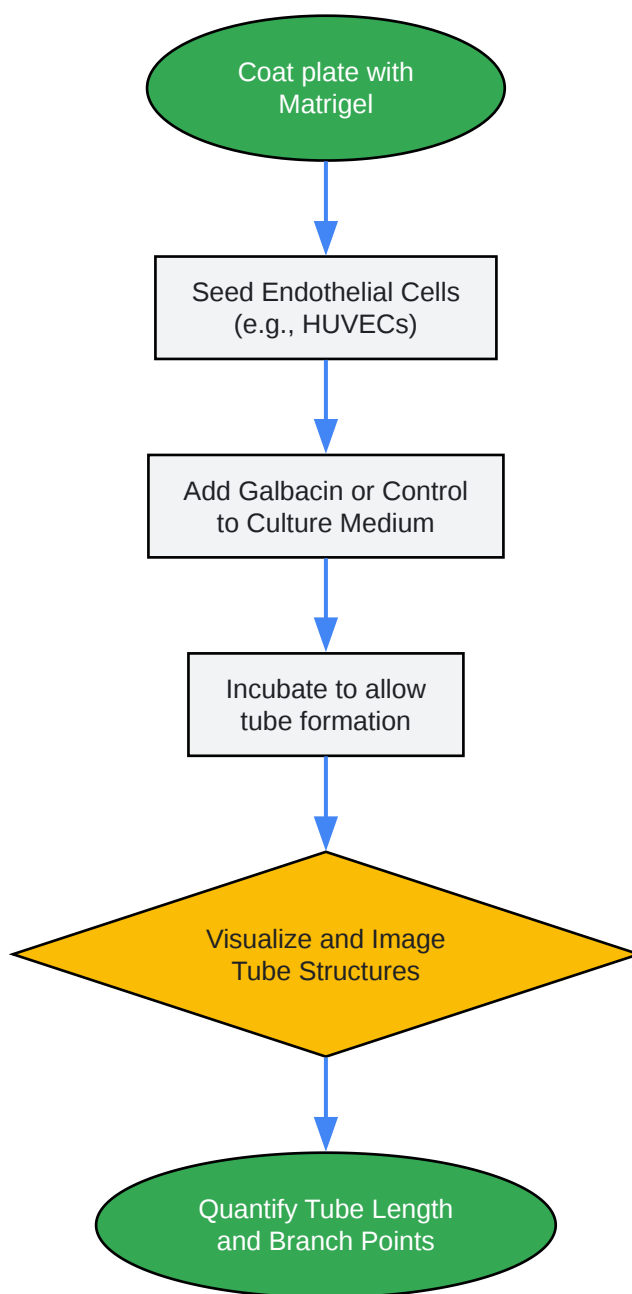 Coat plate with
Matrigel
Seed Endothelial Cells
(e.g., HUVECs)
Add Galbacin or Control
to Culture Medium
Incubate to allow
tube formation
Visualize and Image
Tube Structures
Quantify Tube Length
and Branch Points